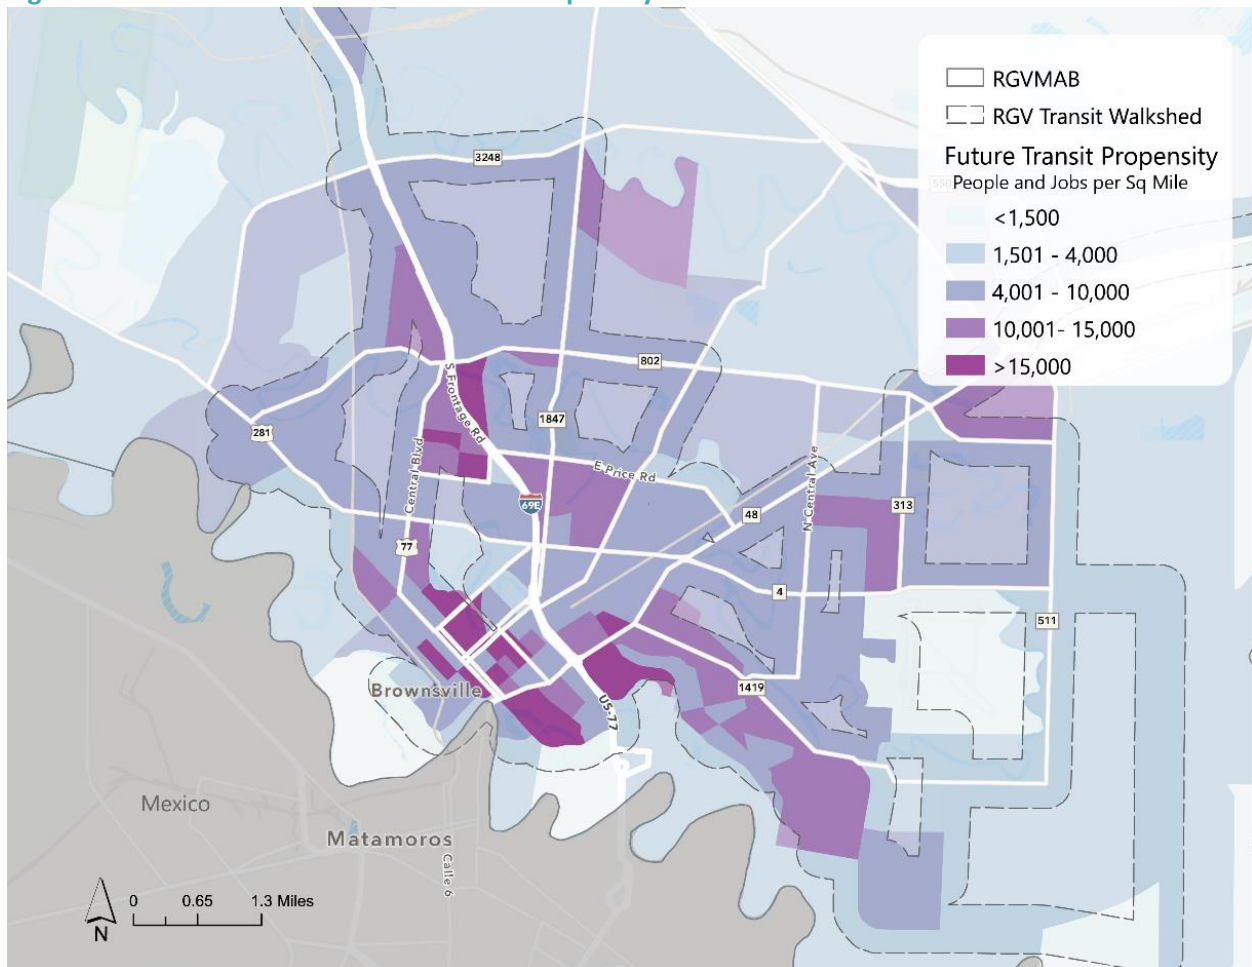 RGVMAB
RGV Transit Walkshed
Future Transit Propensity
People and Jobs per Sq Mile
<1,500
1,501 - 4,000
4,001 - 10,000
10,001- 15,000
>15,000
550
3248
802
S Frontage Rd
1847
281
Central Blvd
E Price Rd
N Central Ave
69E
48
313
77
4
511
1419
Brownsville
US-77
Mexico
Matamoros
Calle 6
0 0.65 1.3 Miles
N